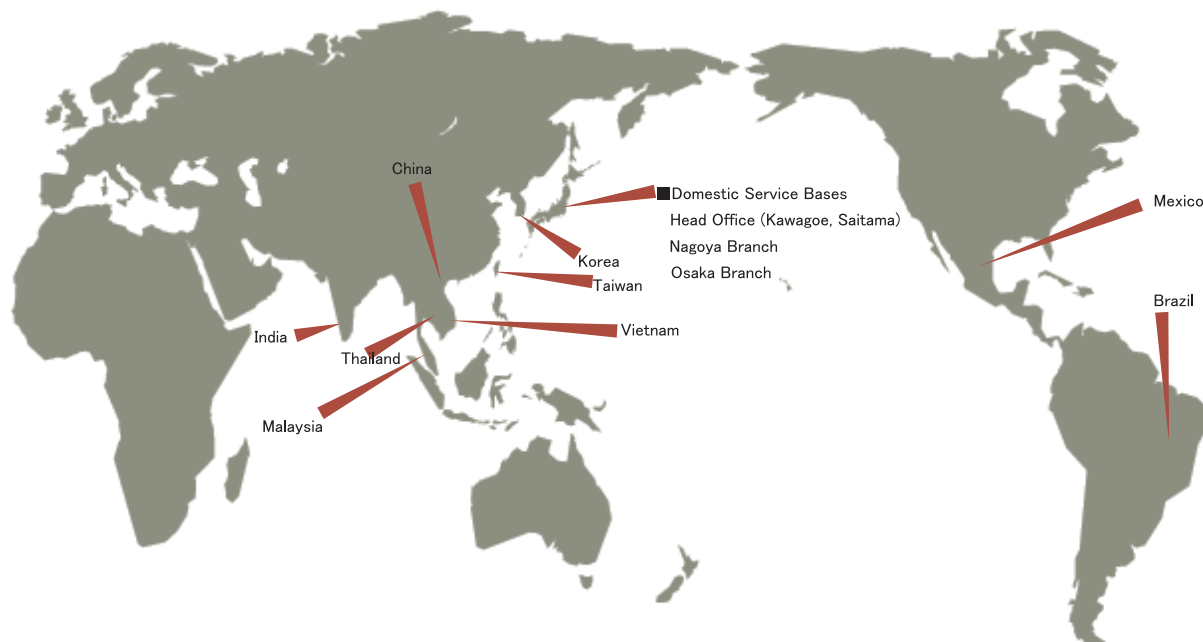 China
■Domestic Service Bases
Head Office (Kawagoe, Saitama)
Nagoya Branch
Osaka Branch
Mexico
Korea
Taiwan
Brazil
India
Vietnam
Thailand
Malaysia